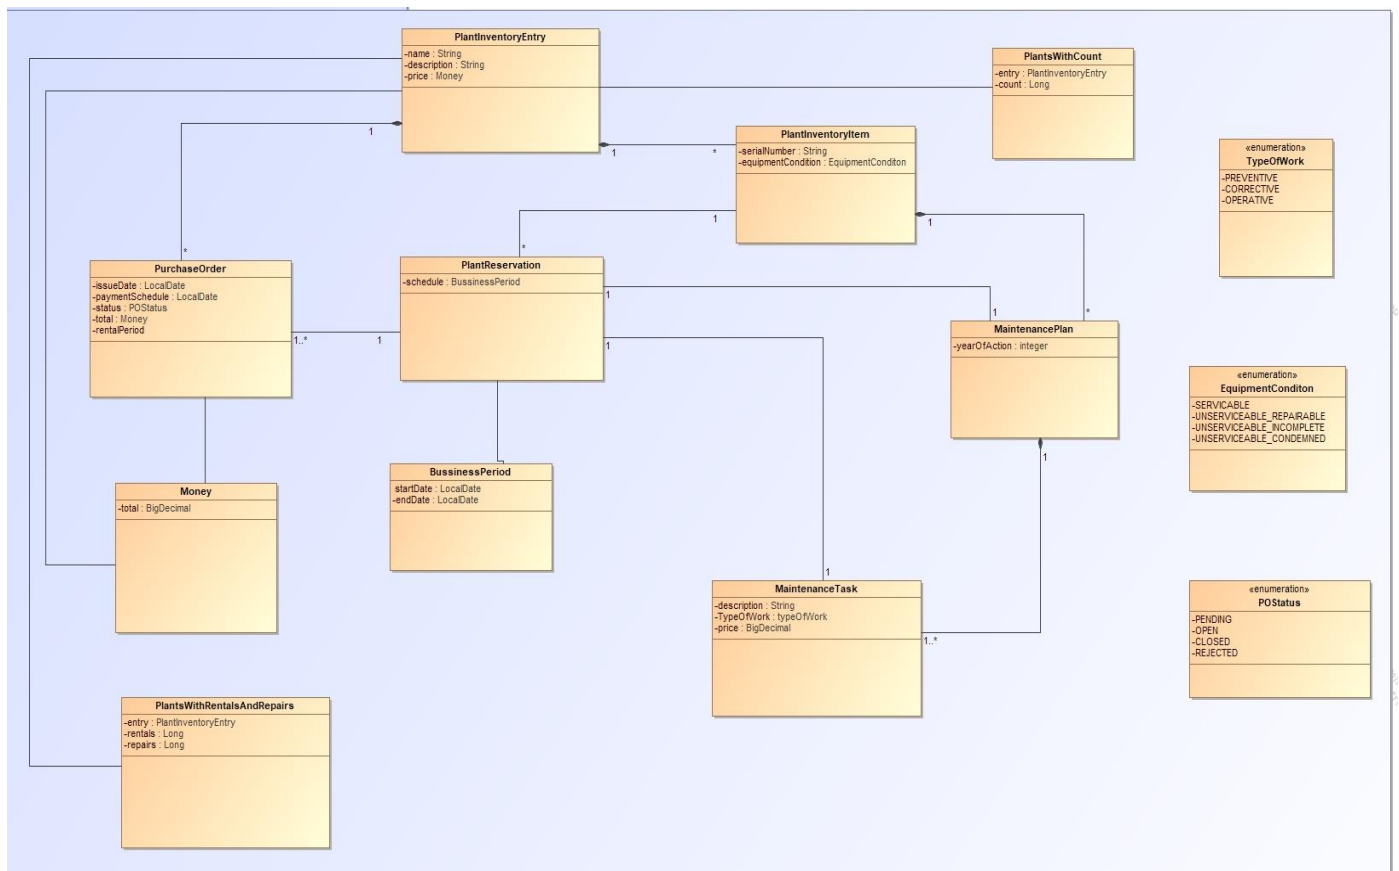 PlantInventoryEntry
-name : String
-description : String
-price : Money
1
1
*
*
PlantsWithCount
-entry : PlantInventoryEntry
-count : Long
PlantInventoryItem
-serialNumber : String
-equipmentCondition : EquipmentConditon
1
1
*
*
«enumeration»
TypeOfWork
-PREVENTIVE
-CORRECTIVE
-OPERATIVE
PurchaseOrder
-issueDate : LocalDate
-paymentSchedule : LocalDate
-status : POStatus
-total : Money
-rentalPeriod
1..*
1
PlantReservation
-schedule : BussinessPeriod
1
1
1
MaintenancePlan
-yearOfAction : integer
1
«enumeration»
EquipmentConditon
-SERVICABLE
-UNSERVICEABLE_REPAIRABLE
-UNSERVICEABLE_INCOMPLETE
-UNSERVICEABLE_CONDEMNED
Money
-total : BigDecimal
BussinessPeriod
startDate : LocalDate
-endDate : LocalDate
1
MaintenanceTask
-description : String
-TypeOfWork : typeOfWork
-price : BigDecimal
1..*
«enumeration»
POStatus
-PENDING
-OPEN
-CLOSED
-REJECTED
PlantsWithRentalsAndRepairs
-entry : PlantInventoryEntry
-rentals : Long
-repairs : Long